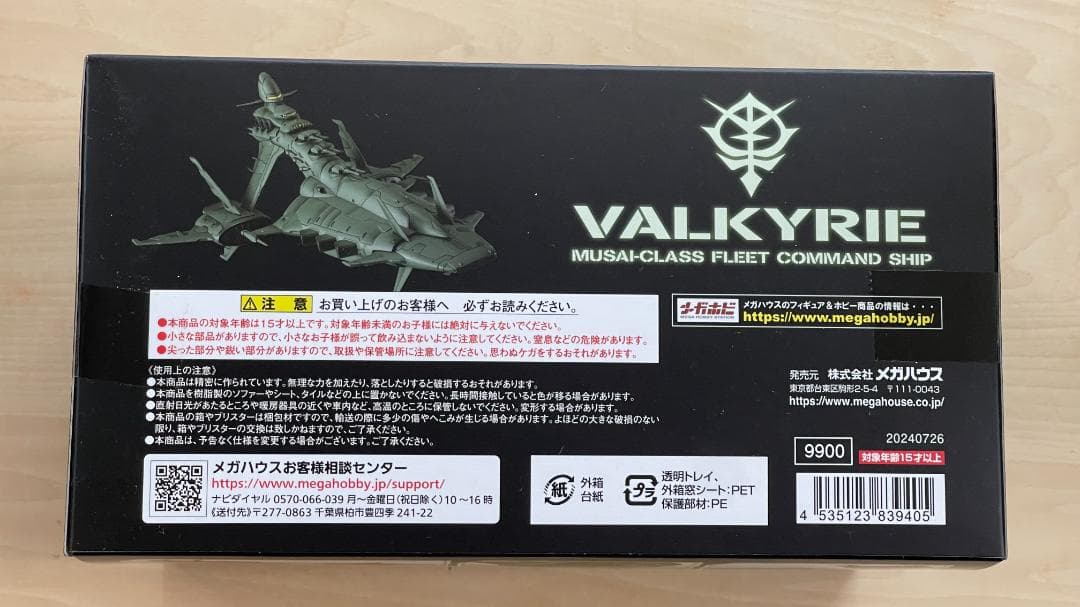 VALKYRIE
MUSAI-CLASS FLEET COMMAND SHIP
注意 お買い上げのお客様へ 必ずお読みください。
●本商品の対象年齢は15才以上です。対象年齢未満のお子様には絶対に与えないでください。
●小さな部品がありますので、小さなお子様が誤って飲み込まないように注意してください。窒息などの危険があります。
●尖った部分や鋭い部分がありますので、取扱や保管場所に注意してください。思わぬケガをするおそれがあります。
メガホビ
MEGA HOBBY STATION
メガハウスのフィギュア&ホビー商品の情報は・・・
https://www.megahobby.jp/
《使用上の注意》
●本商品は精密に作られています。無理な力を加えたり、落としたりすると破損するおそれがあります。
●本商品を樹脂製のソファーやシート、タイルなどの上に置かないでください。長時間接触していると色が移る場合があります。
●直射日光があたるところや暖房器具の近くや車内など、高温のところに保管しないでください。変形する場合があります。
●本商品の箱やブリスターは梱包材ですので、輸送の際に多少の傷やへこみが生じる場合があります。よほどの大きな破損のない
限り、箱やブリスターの交換は致しかねますので、ご了承ください。
●本商品は、予告なく仕様を変更する場合がございます。ご了承ください。
発売元 株式会社 メガハウス
東京都台東区駒形2-5-4 〒111-0043
https://www.megahouse.co.jp/
メガハウスお客様相談センター
https://www.megahobby.jp/support/
ナビダイヤル 0570-066-039 月〜金曜日(祝日除く)10〜16時
《送付先》〒277-0863 千葉県柏市豊四季 241-22
紙
外箱
台紙
プラ
透明トレイ、
外箱窓シート:PET
保護部材:PE
20240726
9900
対象年齢15才以上
4 535123 839405